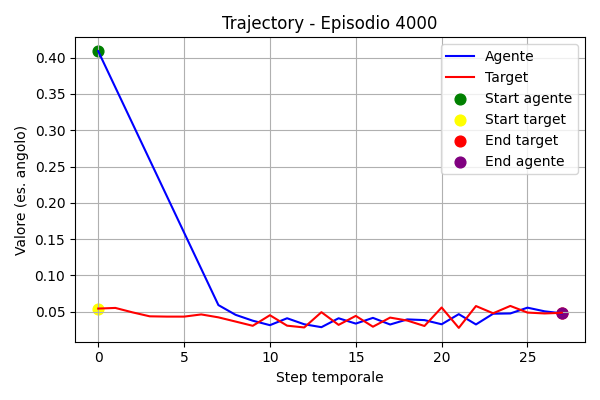 Trajectory - Episodio 4000
Valore (es. angolo)
0.40
0.35
0.30
0.25
0.20
0.15
0.10
0.05
Agente
Target
Start agente
Start target
End target
End agente
0 5 10 15 20 25
Step temporale